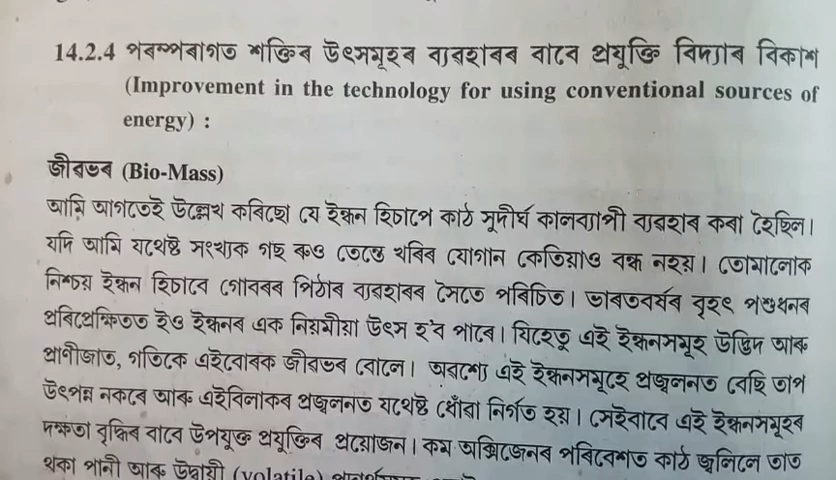 14.2.4 পৰম্পৰাগত শক্তিৰ উৎসসমূহৰ ব্যৱহাৰৰ বাবে প্ৰযুক্তি বিদ্যাৰ বিকাশ
(Improvement in the technology for using conventional sources of
energy) :
জীৱভৰ (Bio-Mass)
আমি আগতেই উল্লেখ কৰিছো যে ইন্ধন হিচাপে কাঠ সুদীৰ্ঘ কালব্যাপী ব্যৱহাৰ কৰা হৈছিল।
যদি আমি যথেষ্ট সংখ্যক গছ ৰুও তেন্তে খৰিৰ যোগান কেতিয়াও বন্ধ নহয়। তোমালোক
নিশ্চয় ইন্ধন হিচাবে গোবৰৰ পিঠাৰ ব্যৱহাৰৰ সৈতে পৰিচিত। ভাৰতবৰ্ষৰ বৃহৎ পশুধনৰ
প্ৰৰিপ্ৰেক্ষিতত ইও ইন্ধনৰ এক নিয়মীয়া উৎস হ'ব পাৰে। যিহেতু এই ইন্ধনসমূহ উদ্ভিদ আৰু
প্ৰাণীজাত, গতিকে এইবোৰক জীৱভৰ বোলে। অৱশ্যে এই ইন্ধনসমূহে প্ৰজ্বলনত বেছি তাপ
উৎপন্ন নকৰে আৰু এইবিলাকৰ প্ৰজ্বলনত যথেষ্ট ধোঁৱা নিৰ্গত হয়। সেইবাবে এই ইন্ধনসমূহৰ
দক্ষতা বৃদ্ধিৰ বাবে উপযুক্ত প্ৰযুক্তিৰ প্ৰয়োজন। কম অক্সিজেনৰ পৰিবেশত কাঠ জ্বলিলে তাত
থকা পানী আৰু উদ্বায়ী (volatile)